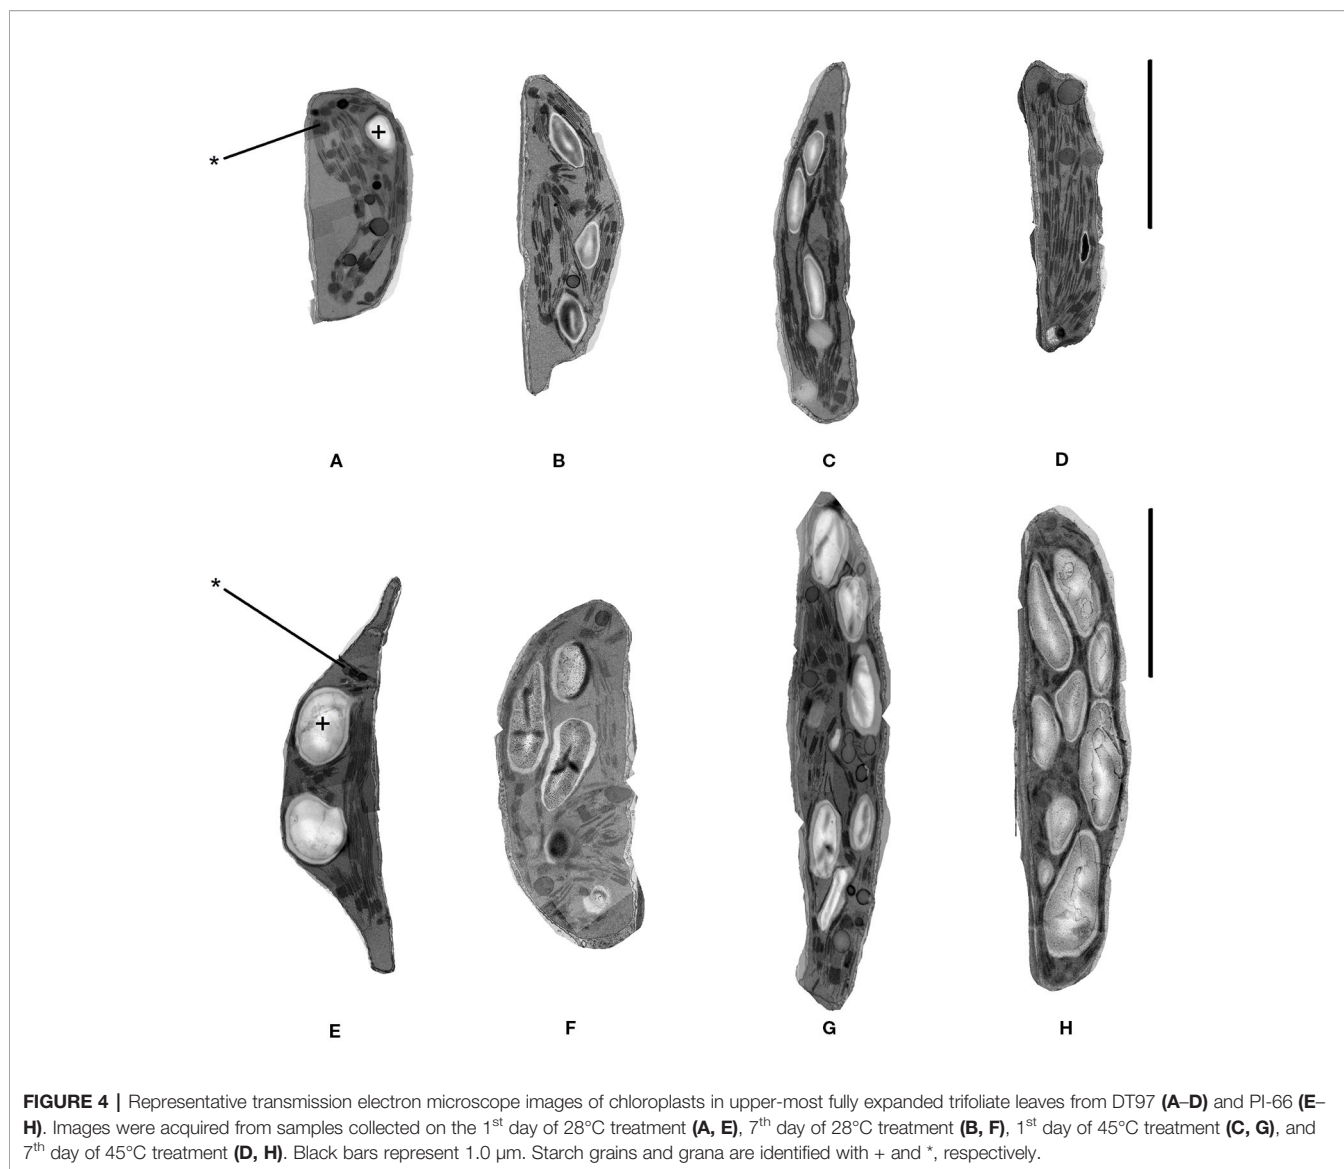 *
+
A
B
C
D
*
+
E
F
G
H
FIGURE 4 | Representative transmission electron microscope images of chloroplasts in upper-most fully expanded trifoliate leaves from DT97 (A–D) and PI-66 (E–
H). Images were acquired from samples collected on the 1st day of 28°C treatment (A, E), 7th day of 28°C treatment (B, F), 1st day of 45°C treatment (C, G), and
7th day of 45°C treatment (D, H). Black bars represent 1.0 µm. Starch grains and grana are identified with + and *, respectively.